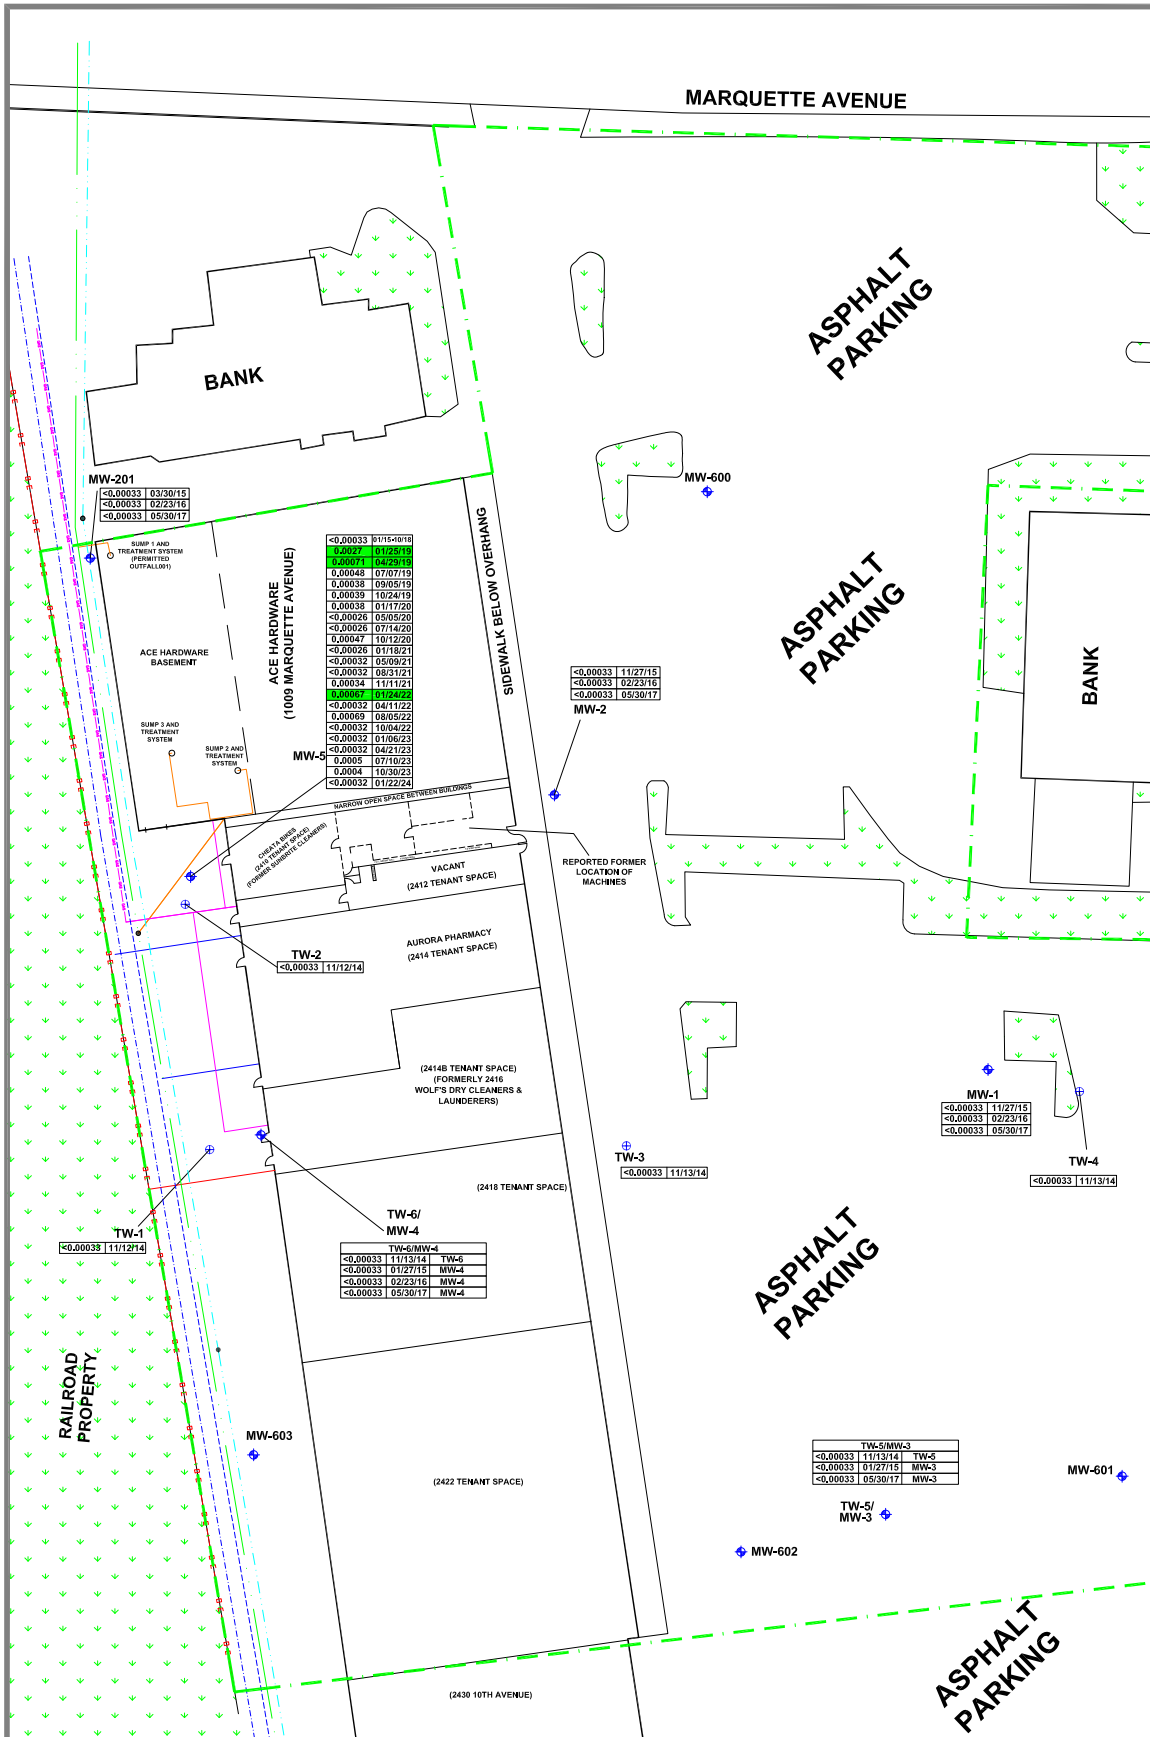 MARQUETTE AVENUE
ASPHALT
PARKING
BANK
MW-201
<0.00033 03/30/15
<0.00033 02/23/16
<0.00033 05/30/17
MW-600
SUMP 1 AND
TREATMENT SYSTEM
(PERMITTED
OUTFALL001)
ACE HARDWARE
BASEMENT
SUMP 3 AND
TREATMENT
SYSTEM
SUMP 2 AND
TREATMENT
SYSTEM
ACE HARDWARE
(1009 MARQUETTE AVENUE)
MW-5
<0.00033 01/15-10/18
0.0027 01/25/19
0.00071 04/29/19
0.00048 07/07/19
0.00038 09/05/19
0.00039 10/24/19
0.00038 01/17/20
<0.00026 05/05/20
<0.00026 07/14/20
0.00047 10/12/20
<0.00026 01/18/21
<0.00032 05/09/21
<0.00032 08/31/21
0.00034 11/11/21
0.00067 01/24/22
<0.00032 04/11/22
0.00069 08/05/22
<0.00032 10/04/22
<0.00032 01/06/23
<0.00032 04/21/23
0.0005 07/10/23
0.0004 10/30/23
<0.00032 01/22/24
SIDEWALK BELOW OVERHANG
ASPHALT
PARKING
BANK
<0.00033 11/27/15
<0.00033 02/23/16
<0.00033 05/30/17
MW-2
NARROW OPEN SPACE BETWEEN BUILDINGS
CHEATA BIKES
(2410 TENANT SPACE)
(FORMER SUNBRITE CLEANERS)
REPORTED FORMER
LOCATION OF
MACHINES
VACANT
(2412 TENANT SPACE)
AURORA PHARMACY
(2414 TENANT SPACE)
TW-2
<0.00033 11/12/14
(2414B TENANT SPACE)
(FORMERLY 2416
WOLF'S DRY CLEANERS &
LAUNDERERS)
MW-1
<0.00033 11/27/15
<0.00033 02/23/16
<0.00033 05/30/17
TW-3
<0.00033 11/13/14
TW-4
<0.00033 11/13/14
(2418 TENANT SPACE)
TW-1
<0.00033 11/12/14
TW-6/
MW-4
TW-6/MW-4
<0.00033 11/13/14 TW-6
<0.00033 01/27/15 MW-4
<0.00033 02/23/16 MW-4
<0.00033 05/30/17 MW-4
ASPHALT
PARKING
RAILROAD
PROPERTY
MW-603
(2422 TENANT SPACE)
TW-5/MW-3
<0.00033 11/13/14 TW-5
<0.00033 01/27/15 MW-3
<0.00033 05/30/17 MW-3
TW-5/
MW-3
MW-601
MW-602
ASPHALT
PARKING
(2430 10TH AVENUE)